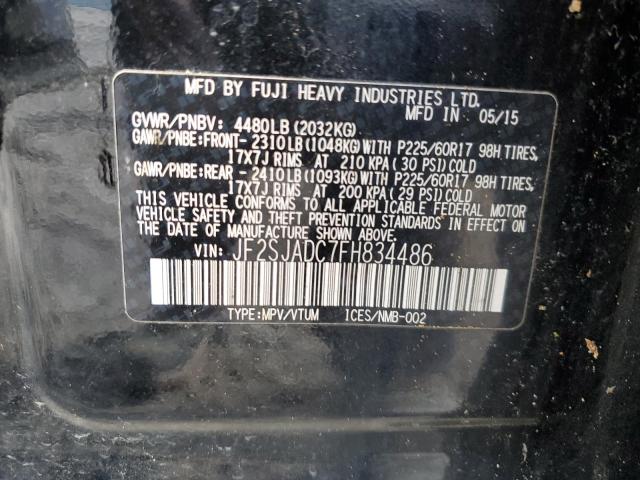 MFD BY FUJI HEAVY INDUSTRIES LTD.
MFD IN 05/15
GVWR/PNBV: 4480LB (2032KG)
GAWR/PNBE:FRONT- 2310LB (1048KG) WITH P225/60R17 98H TIRES,
17X7J RIMS AT 210 KPA (30 PSI) COLD
GAWR/PNBE:REAR - 2410LB (1093KG) WITH P225/60R17 98H TIRES,
17X7J RIMS AT 200 KPA (29 PSI) COLD
THIS VEHICLE CONFORMS TO ALL APPLICABLE FEDERAL MOTOR
VEHICLE SAFETY AND THEFT PREVENTION STANDARDS IN EFFECT ON
THE DATE OF MANUFACTURE SHOWN ABOVE.
VIN: JF2SJADC7FH834486
TYPE:MPV/VTUM ICES/NMB-002